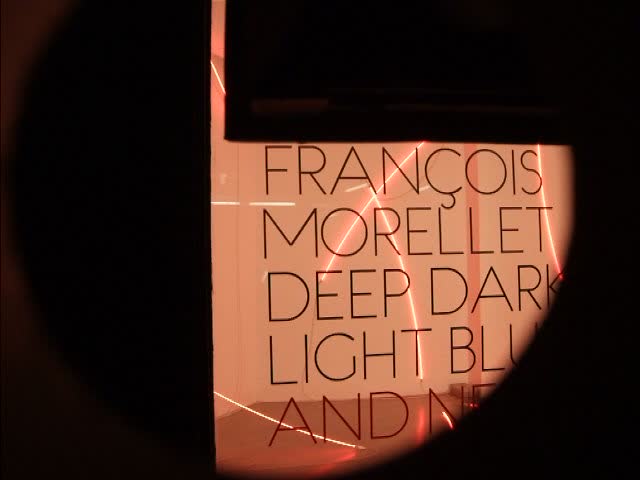 FRANÇOIS
MORELLET
DEEP DARK
LIGHT
AND